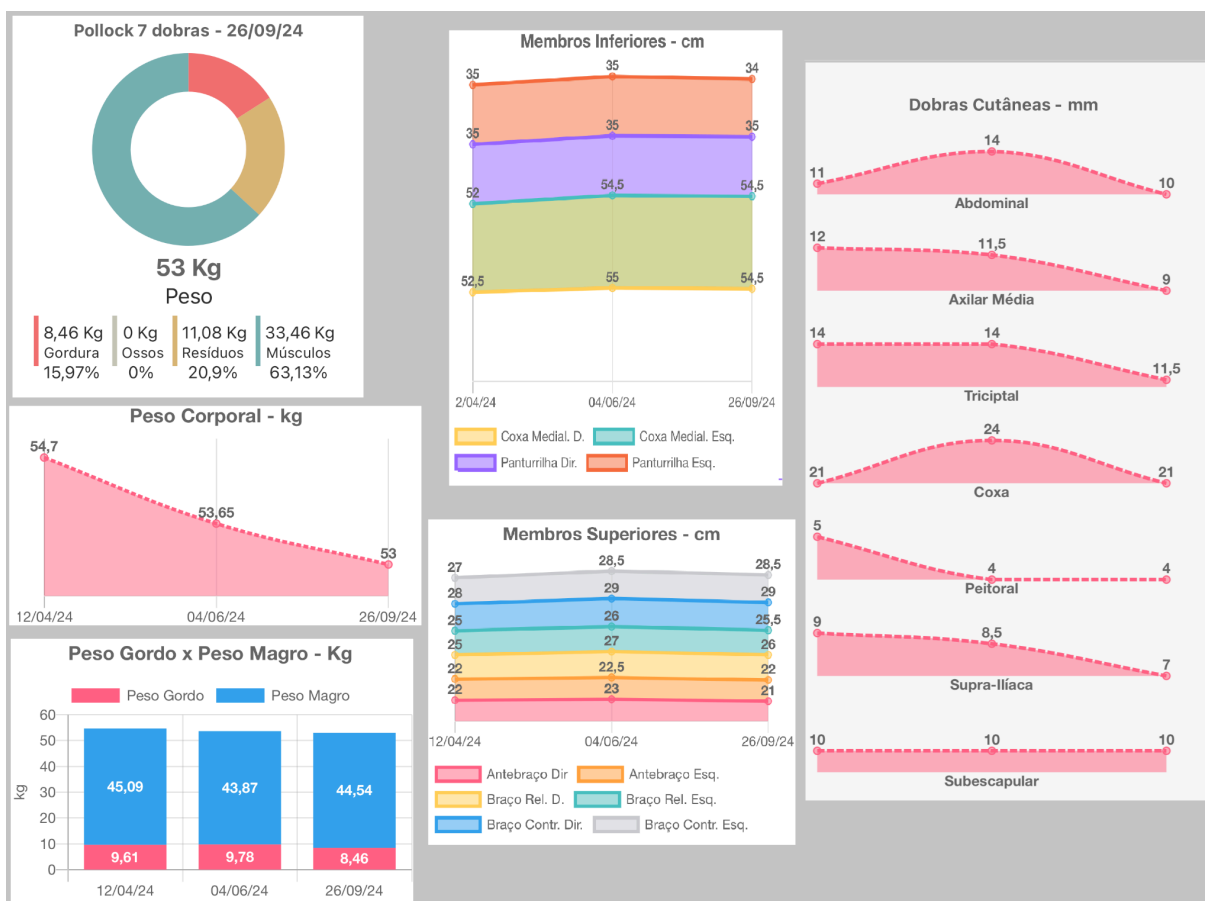 Pollock 7 dobras - 26/09/24
53 Kg
Peso
8,46 Kg 0 Kg 11,08 Kg 33,46 Kg
Gordura Ossos Resíduos Músculos
15,97% 0% 20,9% 63,13%
Peso Corporal - kg
54,7
53,65
53
12/04/24 04/06/24 26/09/24
Peso Gordo x Peso Magro - Kg
Peso Gordo Peso Magro
kg
60
50
40
30
20
10
0
45,09 43,87 44,54
9,61 9,78 8,46
12/04/24 04/06/24 26/09/24
Membros Inferiores - cm
35 35 34
35 35 35
52 54,5 54,5
52,5 55 54,5
2/04/24 04/06/24 26/09/24
Coxa Medial. D. Coxa Medial. Esq.
Panturrilha Dir. Panturrilha Esq.
Membros Superiores - cm
27 28,5 28,5
28 29 29
25 26 25,5
25 27 26
22 22,5 22
22 23 21
12/04/24 04/06/24 26/09/24
Antebraço Dir Antebraço Esq.
Braço Rel. D. Braço Rel. Esq.
Braço Contr. Dir. Braço Contr. Esq.
Dobras Cutâneas - mm
11 14 10
Abdominal
12 11,5 9
Axilar Média
14 14 11,5
Triciptal
21 24 21
Coxa
5 4 4
Peitoral
9 8,5 7
Supra-Ilíaca
10 10 10
Subescapular